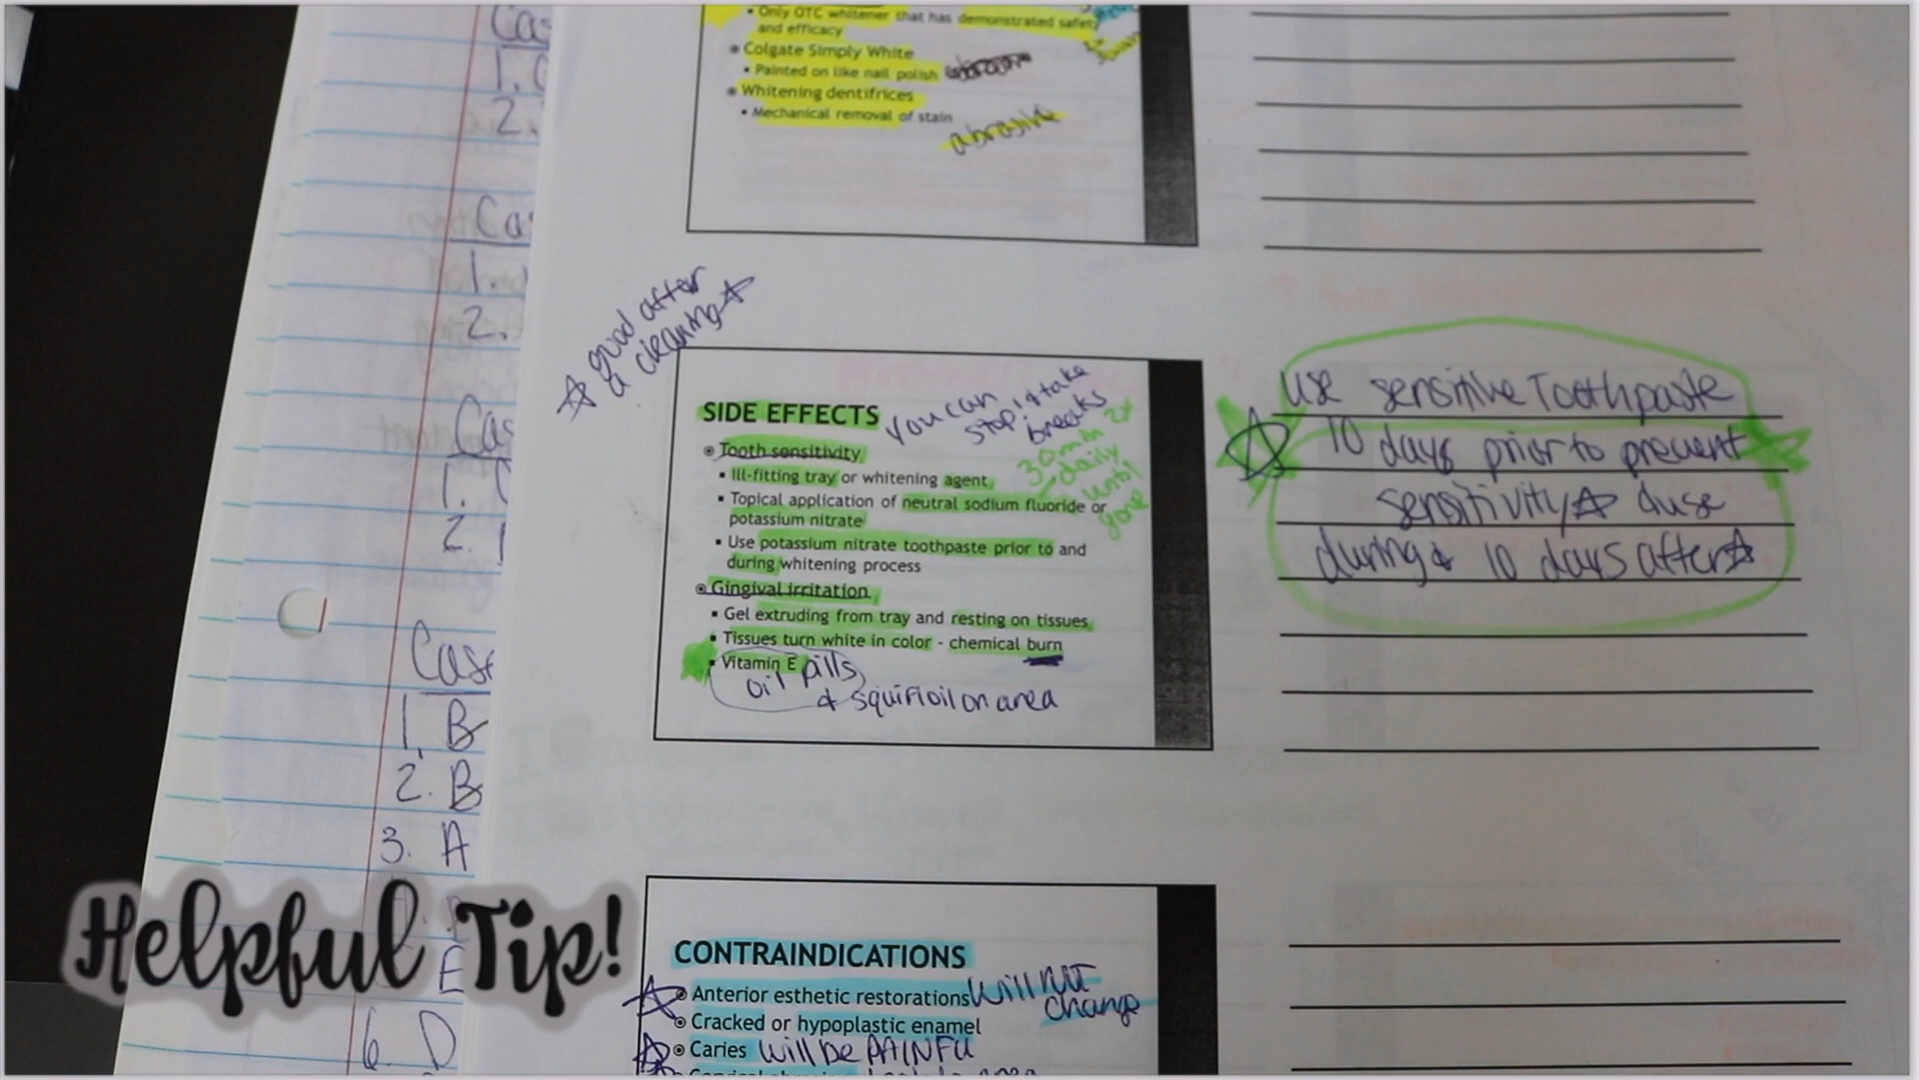 Cas
1.
2.
Ca
1.
2.
Cas
1.
2.
Cas
1. B
2. B
3. A
E
6. D
Only OTC whitener that has demonstrated safety
and efficacy
Colgate Simply White
Painted on like nail polish
Whitening dentifrices
Mechanical removal of stain
abrasive
good after
a cleaning
SIDE EFFECTS
You can
stop & take
breaks
30 min 2x
daily
until
gone
Tooth sensitivity
Ill-fitting tray or whitening agent
Topical application of neutral sodium fluoride or
potassium nitrate
Use potassium nitrate toothpaste prior to and
during whitening process
Gingival irritation
Gel extruding from tray and resting on tissues
Tissues turn white in color - chemical burn
Vitamin E pills
oil
& squirt oil on area
use sensitive Toothpaste
10 days prior to prevent
sensitivity & use
during & 10 days after
CONTRAINDICATIONS
Anterior esthetic restorations will not
change
Cracked or hypoplastic enamel
Caries will be PAINFUL
Helpful Tip!